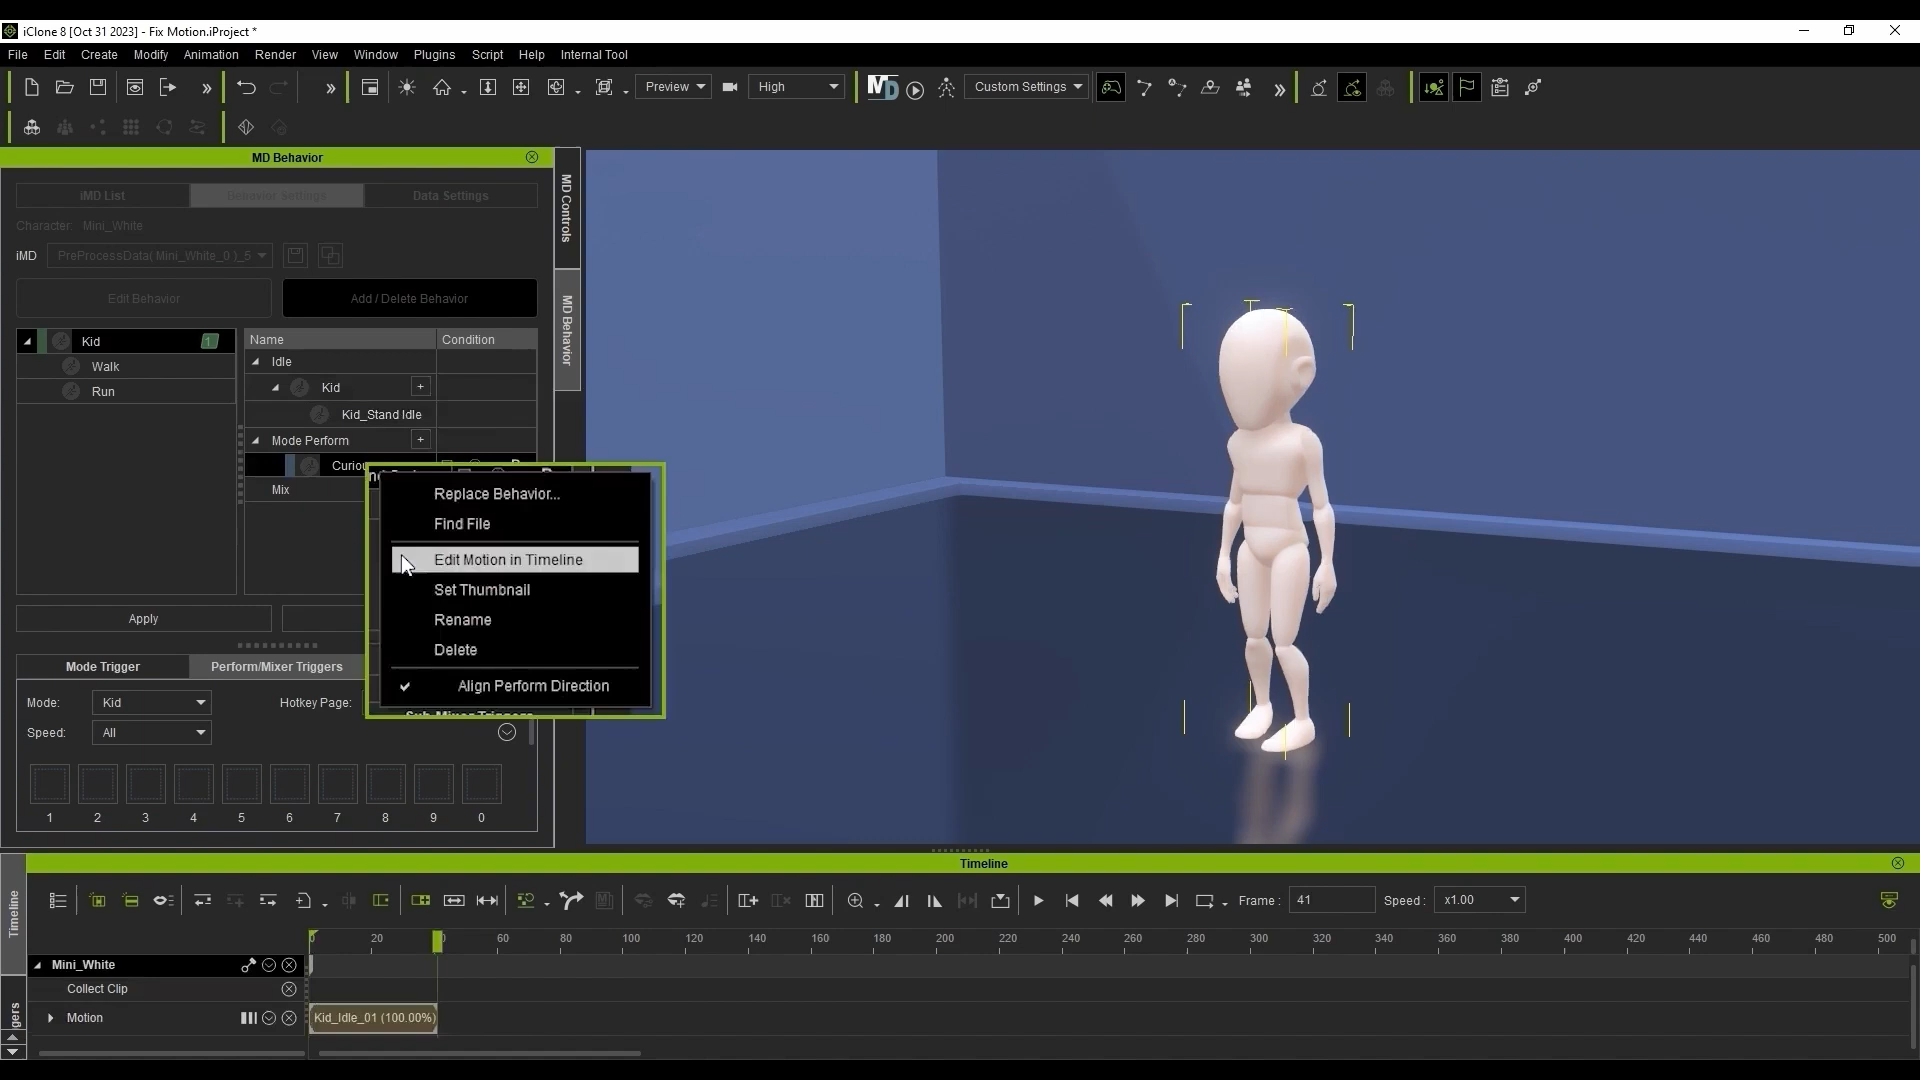 iClone 8 [Oct 31 2023] - Fix Motion.iProject *
File Edit Create Modify Animation Render View Window Plugins Script Help Internal Tool
Preview High MD Custom Settings
MD Behavior
iMD List Behavior Settings Data Settings
Character: Mini_White
iMD PreProcessData( Mini_White_0 )_5
Edit Behavior Add / Delete Behavior
Kid 1
Walk
Run
Name Condition
Idle
Kid +
Kid_Stand Idle
Mode Perform +
Curiou
Mix
Replace Behavior...
Find File
Edit Motion in Timeline
Set Thumbnail
Rename
Delete
Align Perform Direction
Apply
Mode Trigger Perform/Mixer Triggers
Mode: Kid Hotkey Page:
Speed: All
1 2 3 4 5 6 7 8 9 0
MD Controls
MD Behavior
Timeline
Timeline
Frame : 41 Speed : x1.00
0 20 60 80 100 120 140 160 180 200 220 240 260 280 300 320 340 360 380 400 420 440 460 480 500
Mini_White
Collect Clip
Motion Kid_Idle_01 (100.00%)
gers